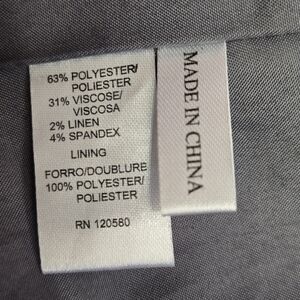 63% POLYESTER/
POLIESTER
31% VISCOSE/
VISCOSA
2% LINEN
4% SPANDEX
LINING
FORRO/DOUBLURE
100% POLYESTER/
POLIESTER
RN 120580
MADE IN CHINA